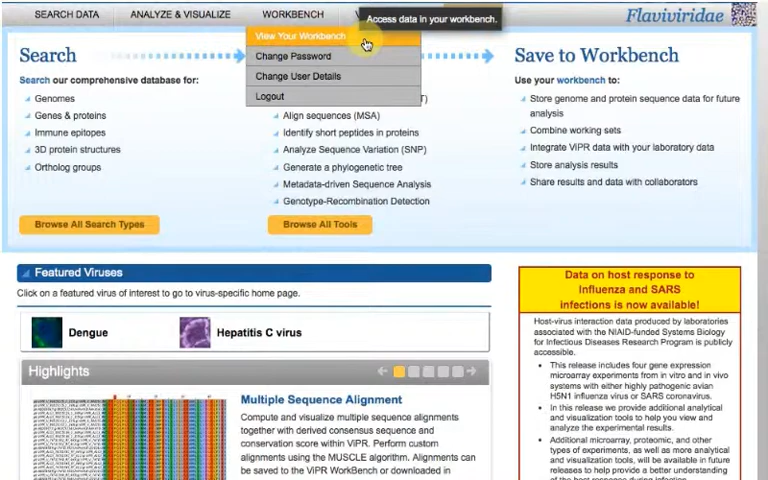 SEARCH DATA
ANALYZE & VISUALIZE
WORKBENCH
Access data in your workbench.
Flaviviridae
View Your Workbench
Change Password
Change User Details
Logout
Search
Search our comprehensive database for:
Genomes
Genes & proteins
Immune epitopes
3D protein structures
Ortholog groups
Browse All Search Types
Align sequences (MSA)
Identify short peptides in proteins
Analyze Sequence Variation (SNP)
Generate a phylogenetic tree
Metadata-driven Sequence Analysis
Genotype-Recombination Detection
Browse All Tools
Save to Workbench
Use your workbench to:
Store genome and protein sequence data for future
analysis
Combine working sets
Integrate ViPR data with your laboratory data
Store analysis results
Share results and data with collaborators
Featured Viruses
Click on a featured virus of interest to go to virus-specific home page.
Dengue
Hepatitis C virus
Highlights
Multiple Sequence Alignment
Compute and visualize multiple sequence alignments
together with derived consensus sequence and
conservation score within ViPR. Perform custom
alignments using the MUSCLE algorithm. Alignments can
be saved to the ViPR WorkBench or downloaded in
Data on host response to
Influenza and SARS
infections is now available!
Host-virus interaction data produced by laboratories
associated with the NIAID-funded Systems Biology
for Infectious Diseases Research Program is publicly
accessible.
This release includes four gene expression
microarray experiments from in vitro and in vivo
systems with either highly pathogenic avian
H5N1 influenza virus or SARS coronavirus.
In this release we provide additional analytical
and visualization tools to help you view and
analyze the experimental results.
Additional microarray, proteomic, and other
types of experiments, as well as more analytical
and visual tools, will be available in future
releases to help provide a better understanding
of the host response during infection.